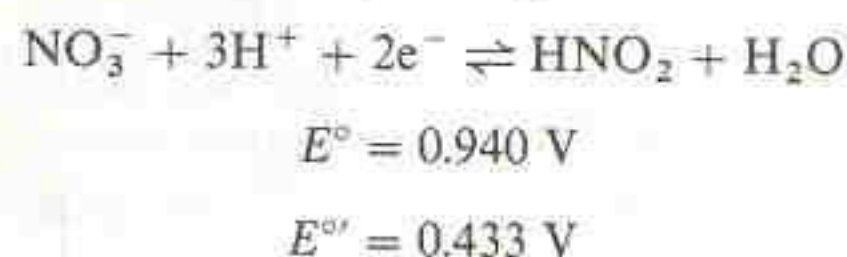 NO₃⁻ + 3H⁺ + 2e⁻ ⇌ HNO₂ + H₂O
E° = 0.940 V
E°′ = 0.433 V